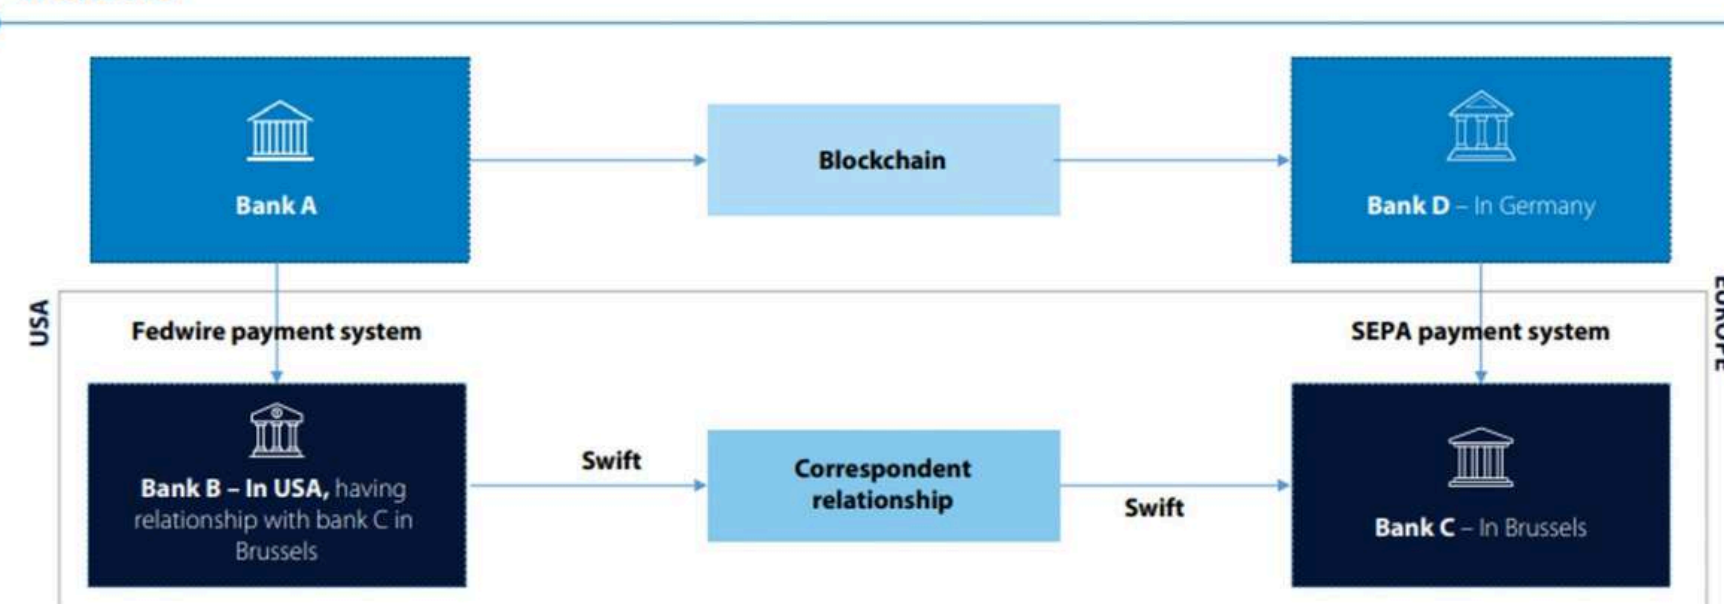 Bank A
Blockchain
Bank D – In Germany
USA
EUROPE
Fedwire payment system
SEPA payment system
Bank B – In USA, having
relationship with bank C in
Brussels
Swift
Correspondent
relationship
Swift
Bank C – In Brussels